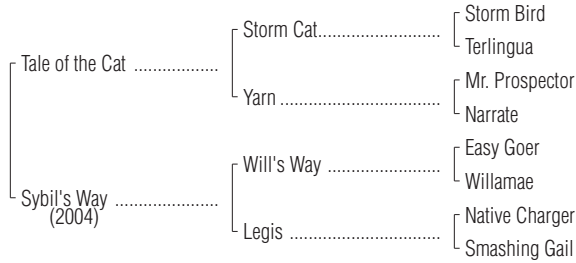 Storm Bird
Storm Cat..........................
Terlingua
Tale of the Cat ..................
Mr. Prospector
Yarn ..................................
Narrate
Easy Goer
Will's Way ........................
Willamae
Sybil's Way ......................
(2004)
Native Charger
Legis ................................
Smashing Gail